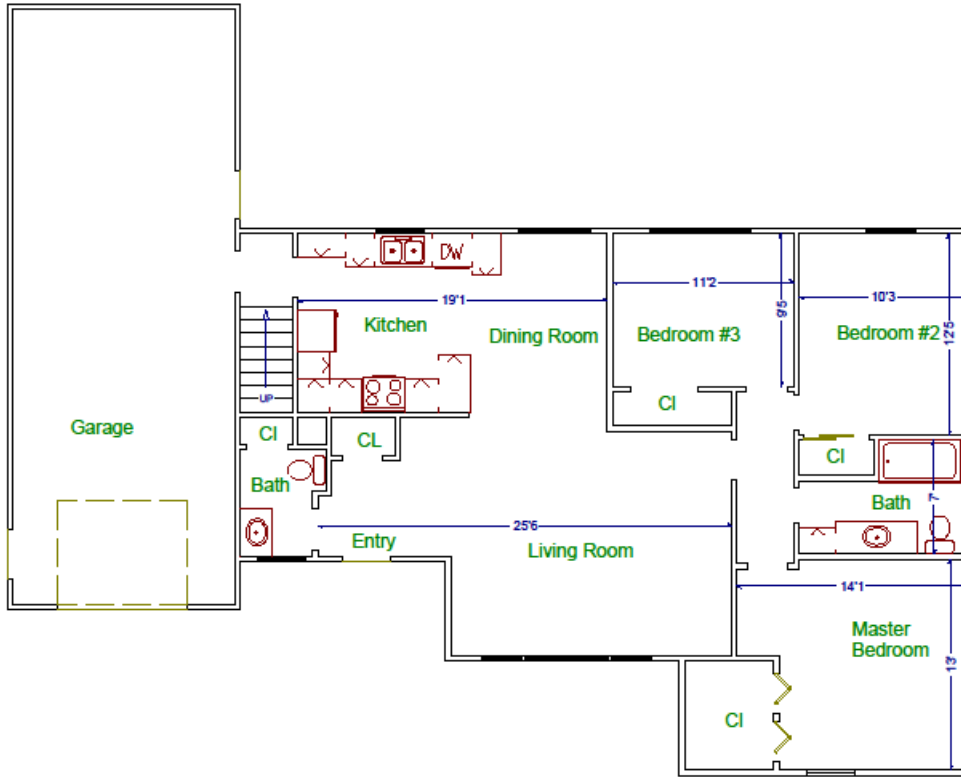 DW
19'1
11'2
9'5
10'3
12'5
Kitchen
Dining Room
Bedroom #3
Bedroom #2
UP
Cl
Garage
Cl
CL
Cl
Bath
Bath
7'
25'6
Entry
Living Room
14'1
Master
Bedroom
13'
Cl